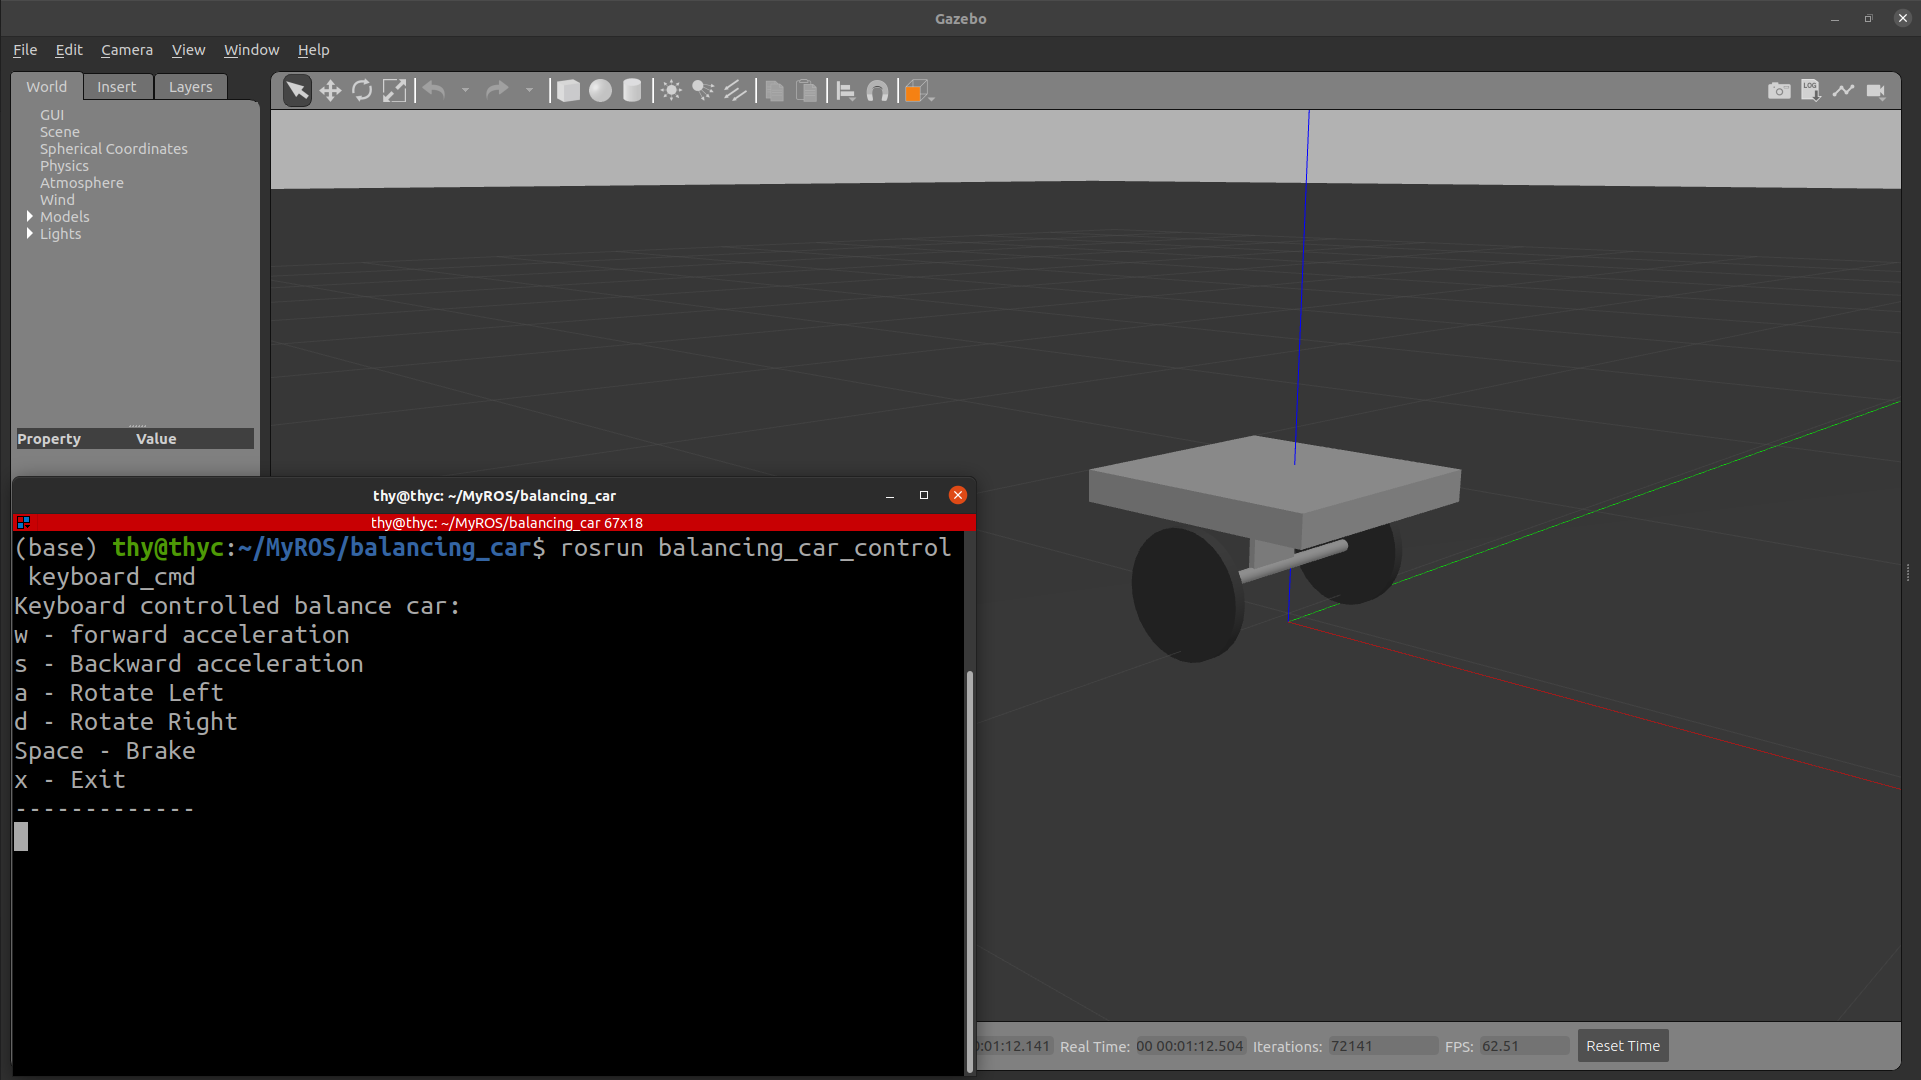 Gazebo
File Edit Camera View Window Help
World Insert Layers
LOG
GUI
Scene
Spherical Coordinates
Physics
Atmosphere
Wind
Models
Lights
Property Value
thy@thyc: ~/MyROS/balancing_car
thy@thyc: ~/MyROS/balancing_car 67x18
(base) thy@thyc:~/MyROS/balancing_car$ rosrun balancing_car_control
keyboard_cmd
Keyboard controlled balance car:
w - forward acceleration
s - Backward acceleration
a - Rotate Left
d - Rotate Right
Space - Brake
x - Exit
-------------
:01:12.141 Real Time: 00 00:01:12.504 Iterations: 72141 FPS: 62.51 Reset Time